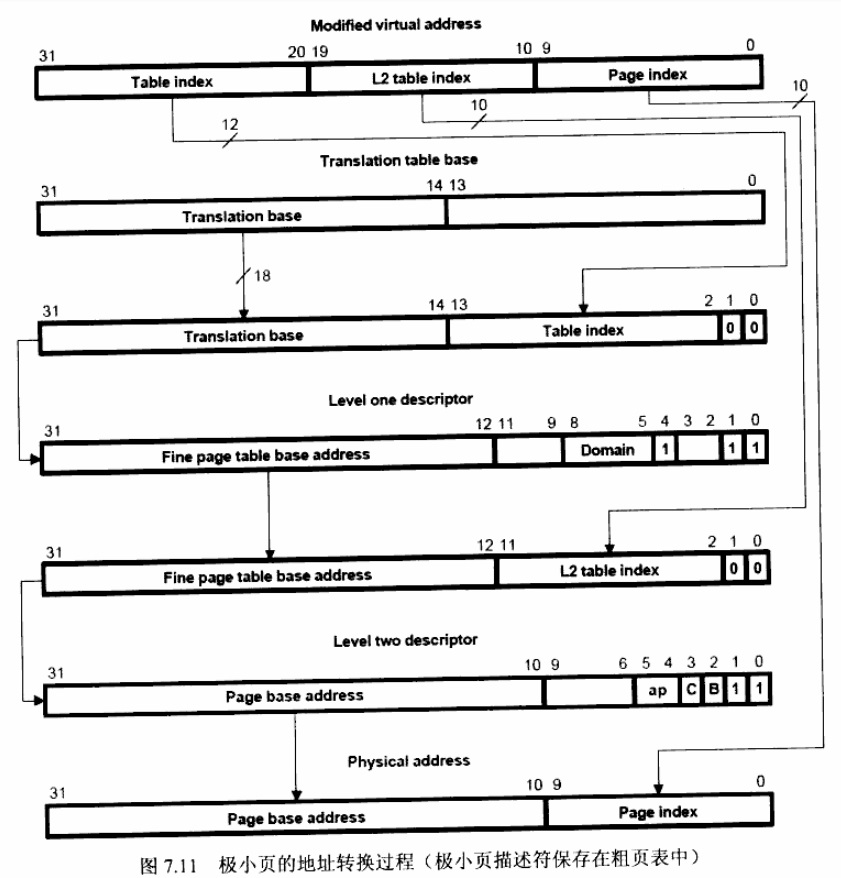 Modified virtual address
31 20 19 10 9 0
Table index L2 table index Page index
12 10 10
Translation table base
31 14 13 0
Translation base
18
31 14 13 2 1 0
Translation base Table index 0 0
Level one descriptor
31 12 11 9 8 5 4 3 2 1 0
Fine page table base address Domain 1 1 1
31 12 11 2 1 0
Fine page table base address L2 table index 0 0
Level two descriptor
31 10 9 6 5 4 3 2 1 0
Page base address ap C B 1 1
Physical address
31 10 9 0
Page base address Page index
图 7.11 极小页的地址转换过程（极小页描述符保存在粗页表中）